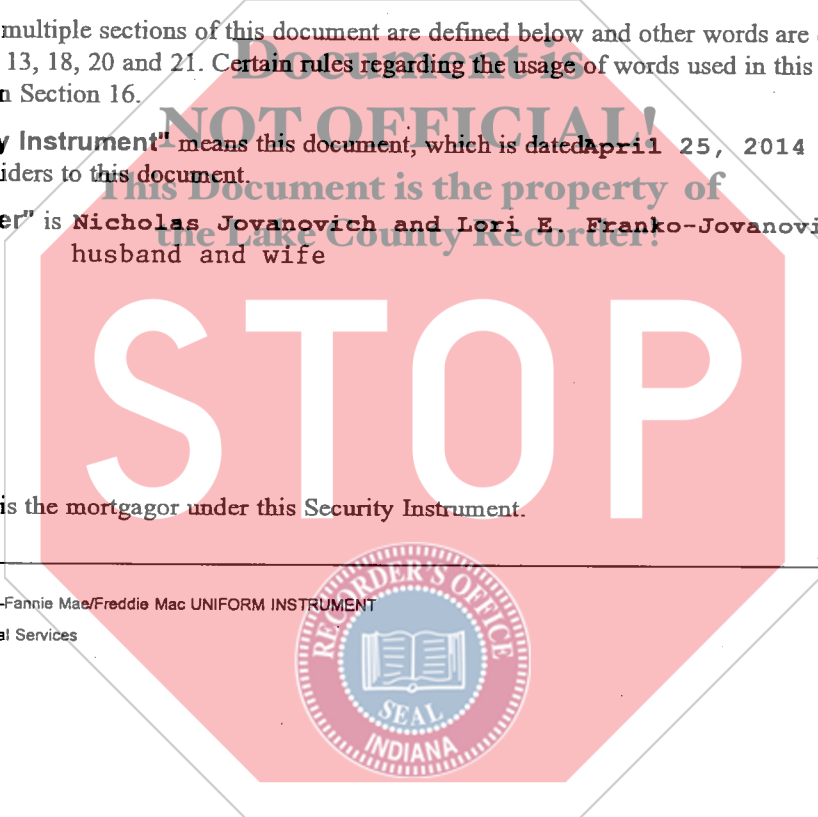 multiple sections of this document are defined below and other words are
Document is
13, 18, 20 and 21. Certain rules regarding the usage of words used in this
n Section 16.
NOT OFFICIAL!
y Instrument" means this document, which is dated April 25, 2014
iders to this document.
This Document is the property of
er" is Nicholas Jovanovich and Lori E. Franko-Jovanovi
the Lake County Recorder!
husband and wife
STOP
is the mortgagor under this Security Instrument.
-Fannie Mae/Freddie Mac UNIFORM INSTRUMENT
al Services
RECORDER'S OFFICE
SEAL
INDIANA